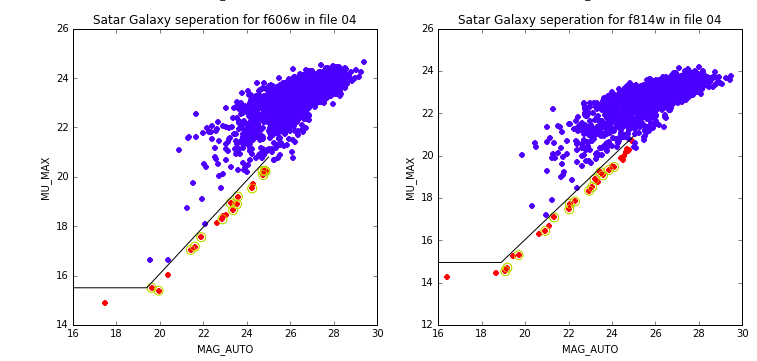 Satar Galaxy seperation for f606w in file 04
MU_MAX
26
24
22
20
18
16
14
16 18 20 22 24 26 28 30
MAG_AUTO
Satar Galaxy seperation for f814w in file 04
MU_MAX
26
24
22
20
18
16
14
12
16 18 20 22 24 26 28 30
MAG_AUTO